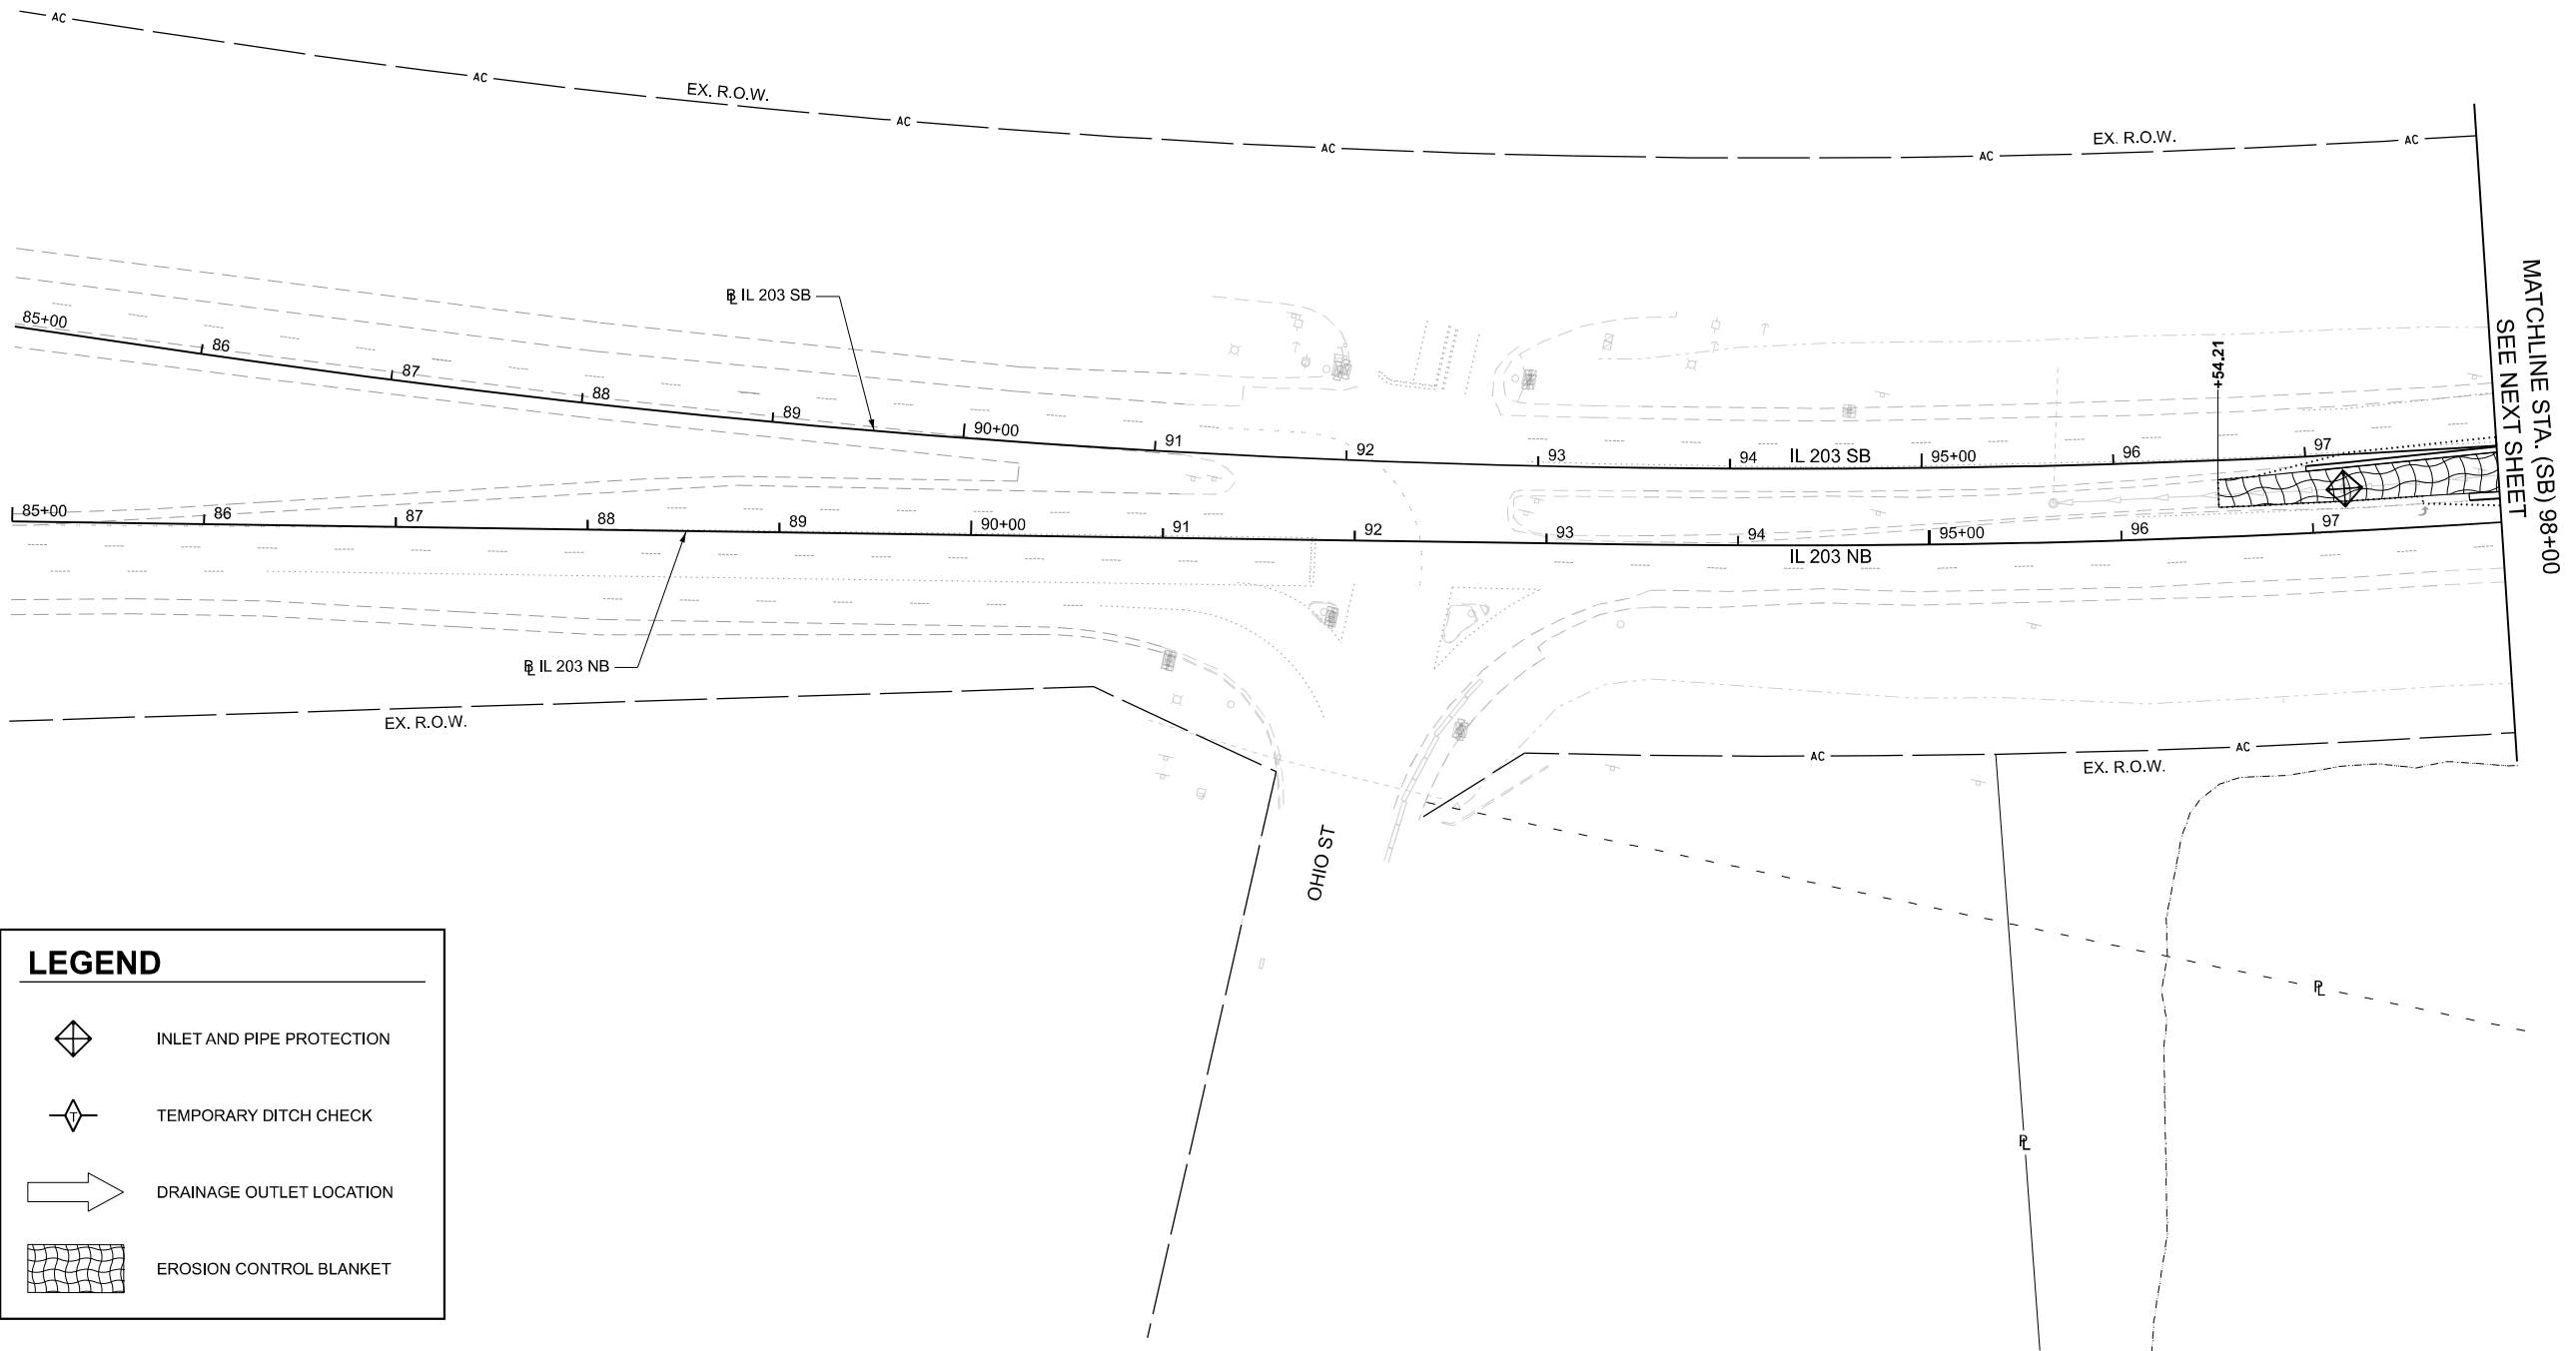 AC
AC
EX. R.O.W.
AC
AC
AC
EX. R.O.W.
AC
MATCHLINE STA. (SB) 98+00
SEE NEXT SHEET
+54.21
BL IL 203 SB
85+00
86
87
88
89
90+00
91
92
93
94
IL 203 SB
95+00
96
97
85+00
86
87
88
89
90+00
91
92
93
94
IL 203 NB
95+00
96
97
BL IL 203 NB
EX. R.O.W.
AC
AC
EX. R.O.W.
OHIO ST
PL
PL
LEGEND
INLET AND PIPE PROTECTION
T
TEMPORARY DITCH CHECK
DRAINAGE OUTLET LOCATION
EROSION CONTROL BLANKET